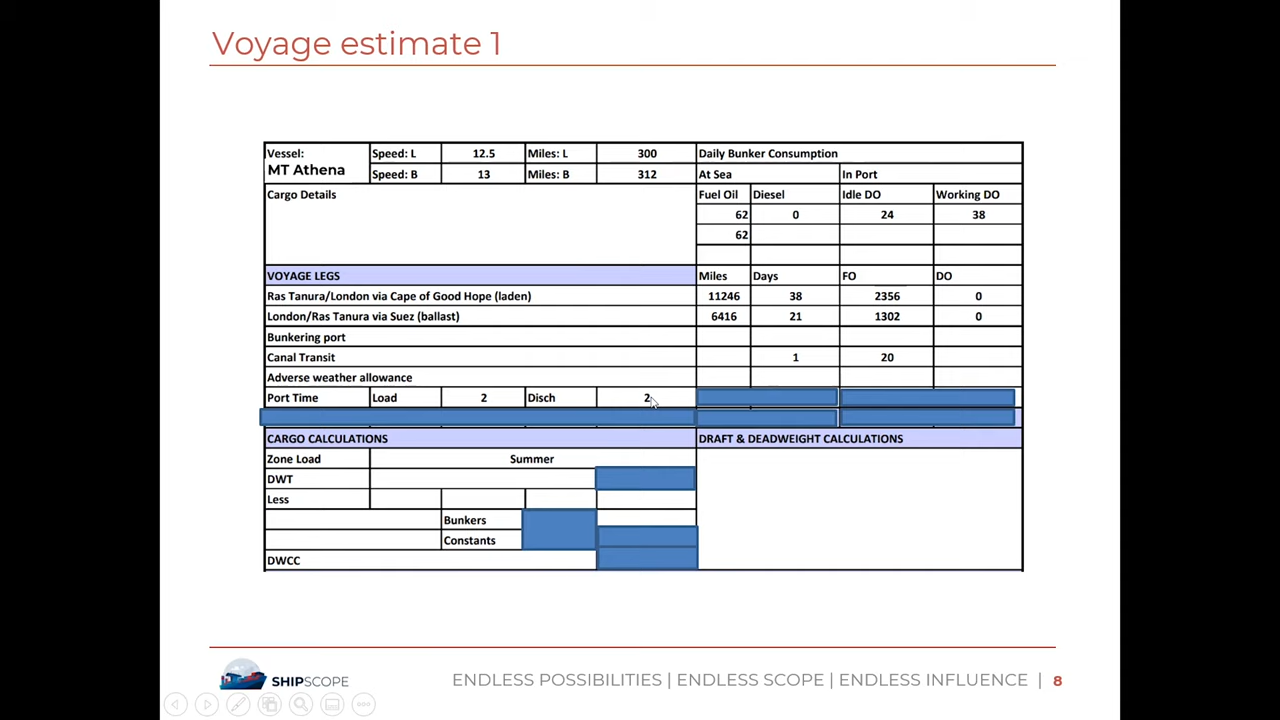 Voyage estimate 1
Vessel: Speed: L 12.5 Miles: L 300 Daily Bunker Consumption
MT Athena Speed: B 13 Miles: B 312 At Sea In Port
Cargo Details Fuel Oil Diesel Idle DO Working DO
62 0 24 38
62
VOYAGE LEGS Miles Days FO DO
Ras Tanura/London via Cape of Good Hope (laden) 11246 38 2356 0
London/Ras Tanura via Suez (ballast) 6416 21 1302 0
Bunkering port
Canal Transit 1 20
Adverse weather allowance
Port Time Load 2 Disch 2
CARGO CALCULATIONS DRAFT & DEADWEIGHT CALCULATIONS
Zone Load Summer
DWT
Less
Bunkers
Constants
DWCC
SHIPSCOPE ENDLESS POSSIBILITIES | ENDLESS SCOPE | ENDLESS INFLUENCE | 8